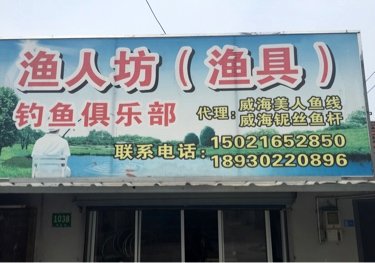 渔人坊（渔具）
钓鱼俱乐部
代理：威海美人鱼线
威海铌丝鱼杆
联系电话：15021652850
18930220896
1038